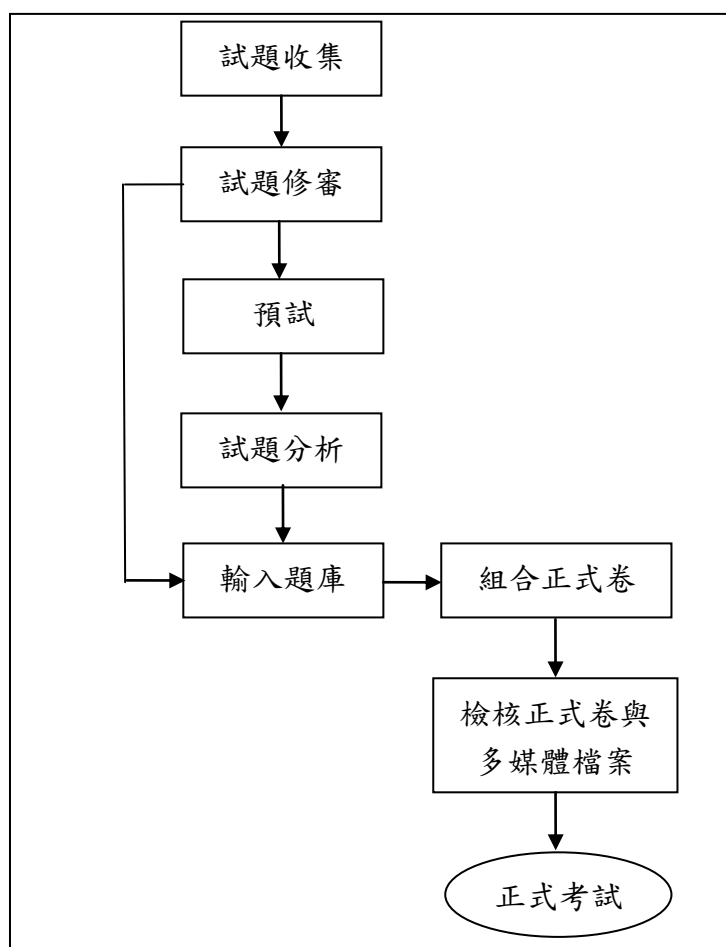 試題收集
試題修審
預試
試題分析
輸入題庫
組合正式卷
檢核正式卷與
多媒體檔案
正式考試